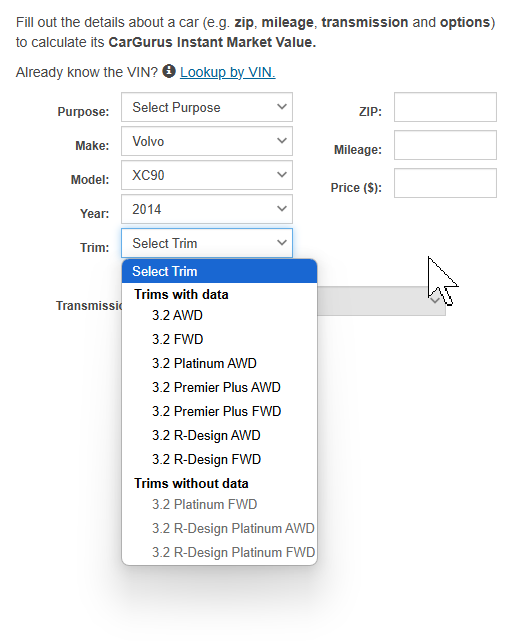 Fill out the details about a car (e.g. zip, mileage, transmission and options)
to calculate its CarGurus Instant Market Value.
Already know the VIN? Lookup by VIN.
Purpose: Select Purpose ZIP:
Make: Volvo
Mileage:
Model: XC90
Price ($):
Year: 2014
Trim: Select Trim
Select Trim
Trims with data
Transmissi
3.2 AWD
3.2 FWD
3.2 Platinum AWD
3.2 Premier Plus AWD
3.2 Premier Plus FWD
3.2 R-Design AWD
3.2 R-Design FWD
Trims without data
3.2 Platinum FWD
3.2 R-Design Platinum AWD
3.2 R-Design Platinum FWD